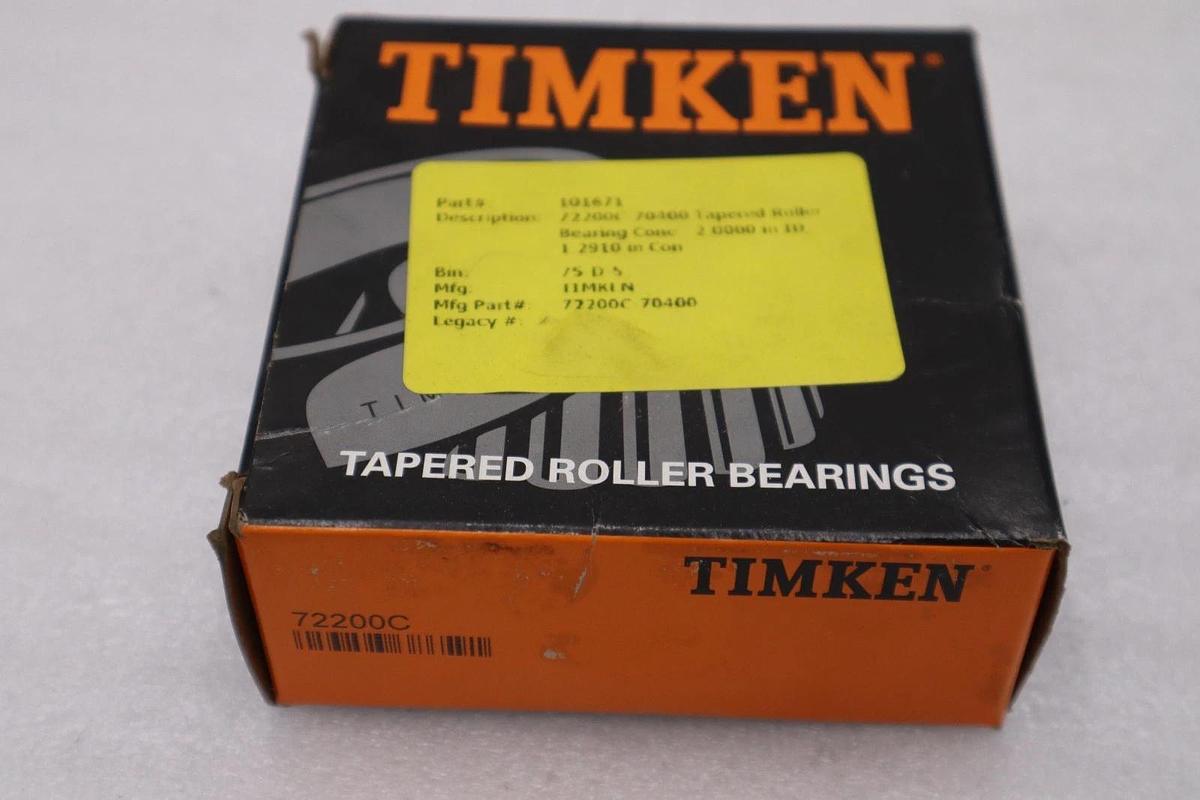 TIMKEN
Part#: 101671
Description: 72200C 70400 Tapered Roller
Bearing Cone 2.0000 in ID,
1.2910 in Con
Bin: 75 D 5
Mfg: TIMKEN
Mfg Part#: 72200C 70400
Legacy #:
TIM
TAPERED ROLLER BEARINGS
TIMKEN
72200C